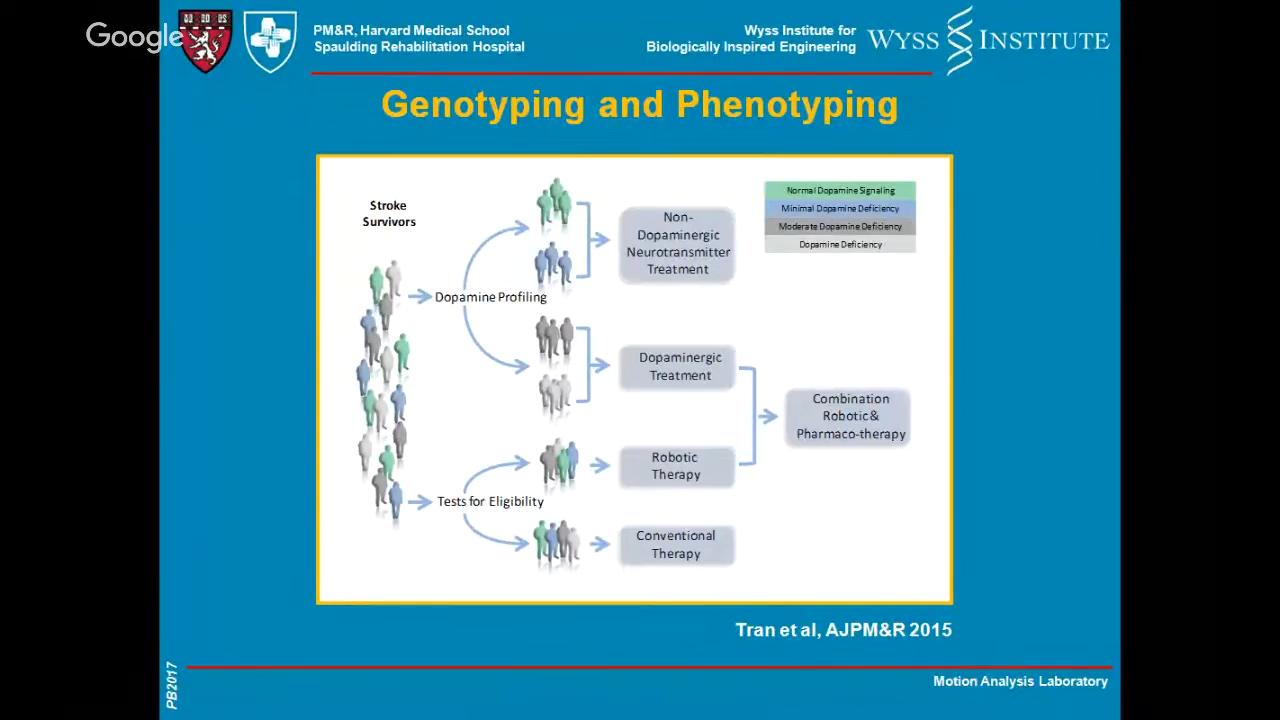 Google
PM&R, Harvard Medical School
Spaulding Rehabilitation Hospital
Wyss Institute for
Biologically Inspired Engineering
WYSS INSTITUTE
Genotyping and Phenotyping
Stroke
Survivors
Normal Dopamine Signaling
Minimal Dopamine Deficiency
Moderate Dopamine Deficiency
Dopamine Deficiency
Non-
Dopaminergic
Neurotransmitter
Treatment
Dopamine Profiling
Dopaminergic
Treatment
Combination
Robotic &
Pharmaco-therapy
Robotic
Therapy
Tests for Eligibility
Conventional
Therapy
Tran et al, AJPM&R 2015
PB2017
Motion Analysis Laboratory